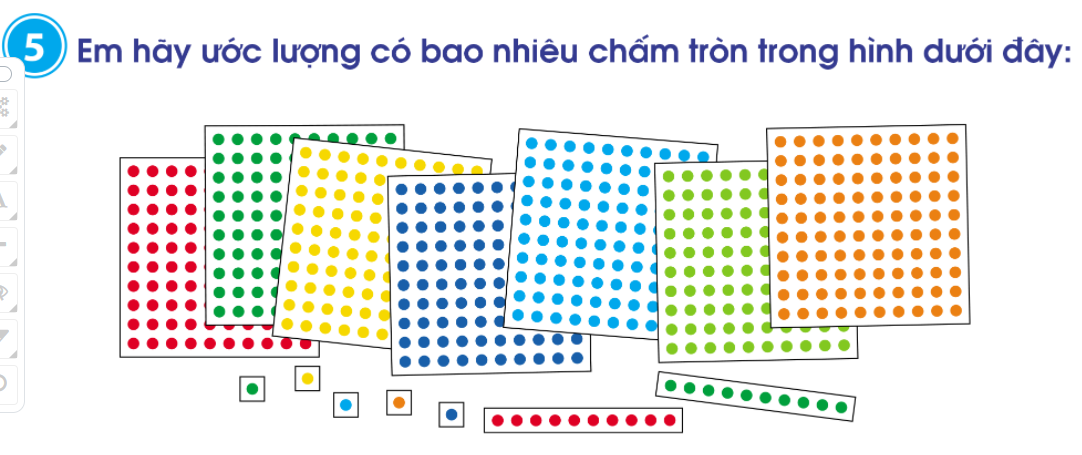 5 Em hãy ước lượng có bao nhiêu chấm tròn trong hình dưới đây: